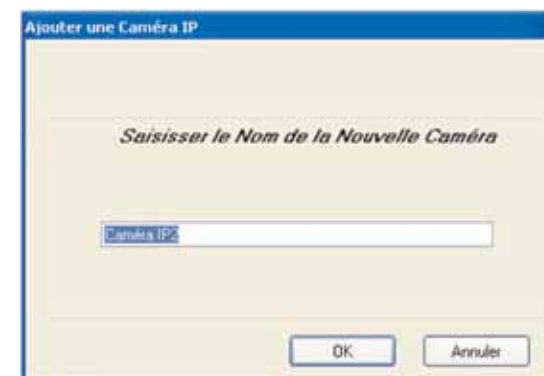 Ajouter une Caméra IP
Saisisser le Nom de la Nouvelle Caméra
Caméra IP2
OK
Annuler